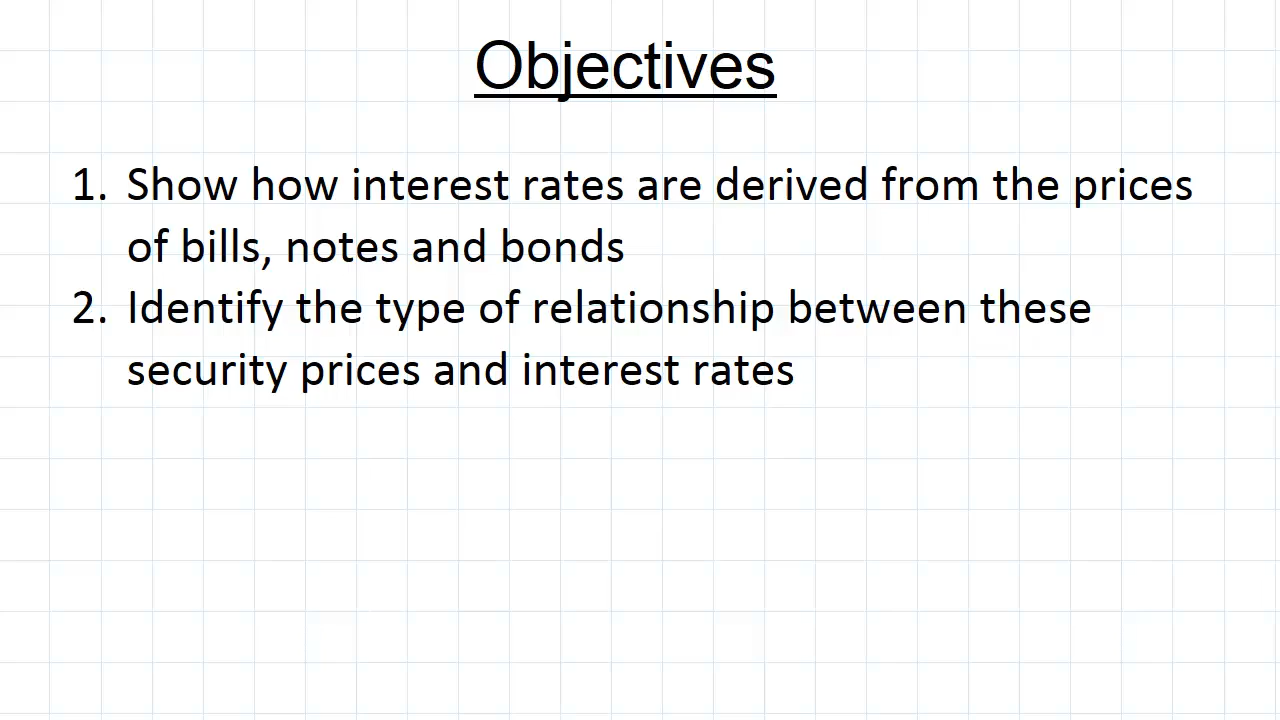 Objectives
1. Show how interest rates are derived from the prices
of bills, notes and bonds
2. Identify the type of relationship between these
security prices and interest rates